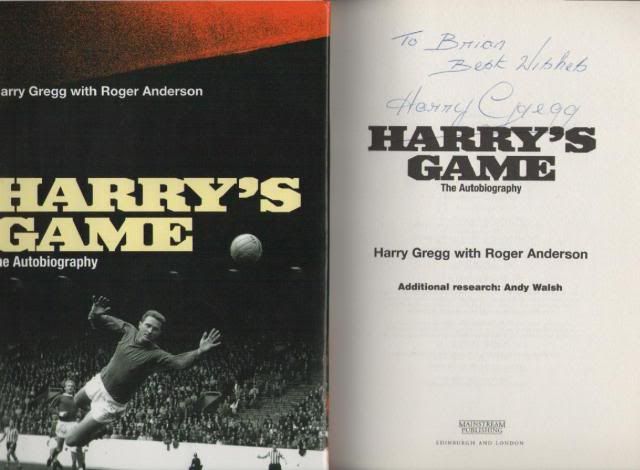 arry Gregg with Roger Anderson
HARRY'S
GAME
he Autobiography
To Brian
Best Wishes
Harry Gregg
HARRY'S
GAME
The Autobiography
Harry Gregg with Roger Anderson
Additional research: Andy Walsh
MAINSTREAM
PUBLISHING
EDINBURGH AND LONDON